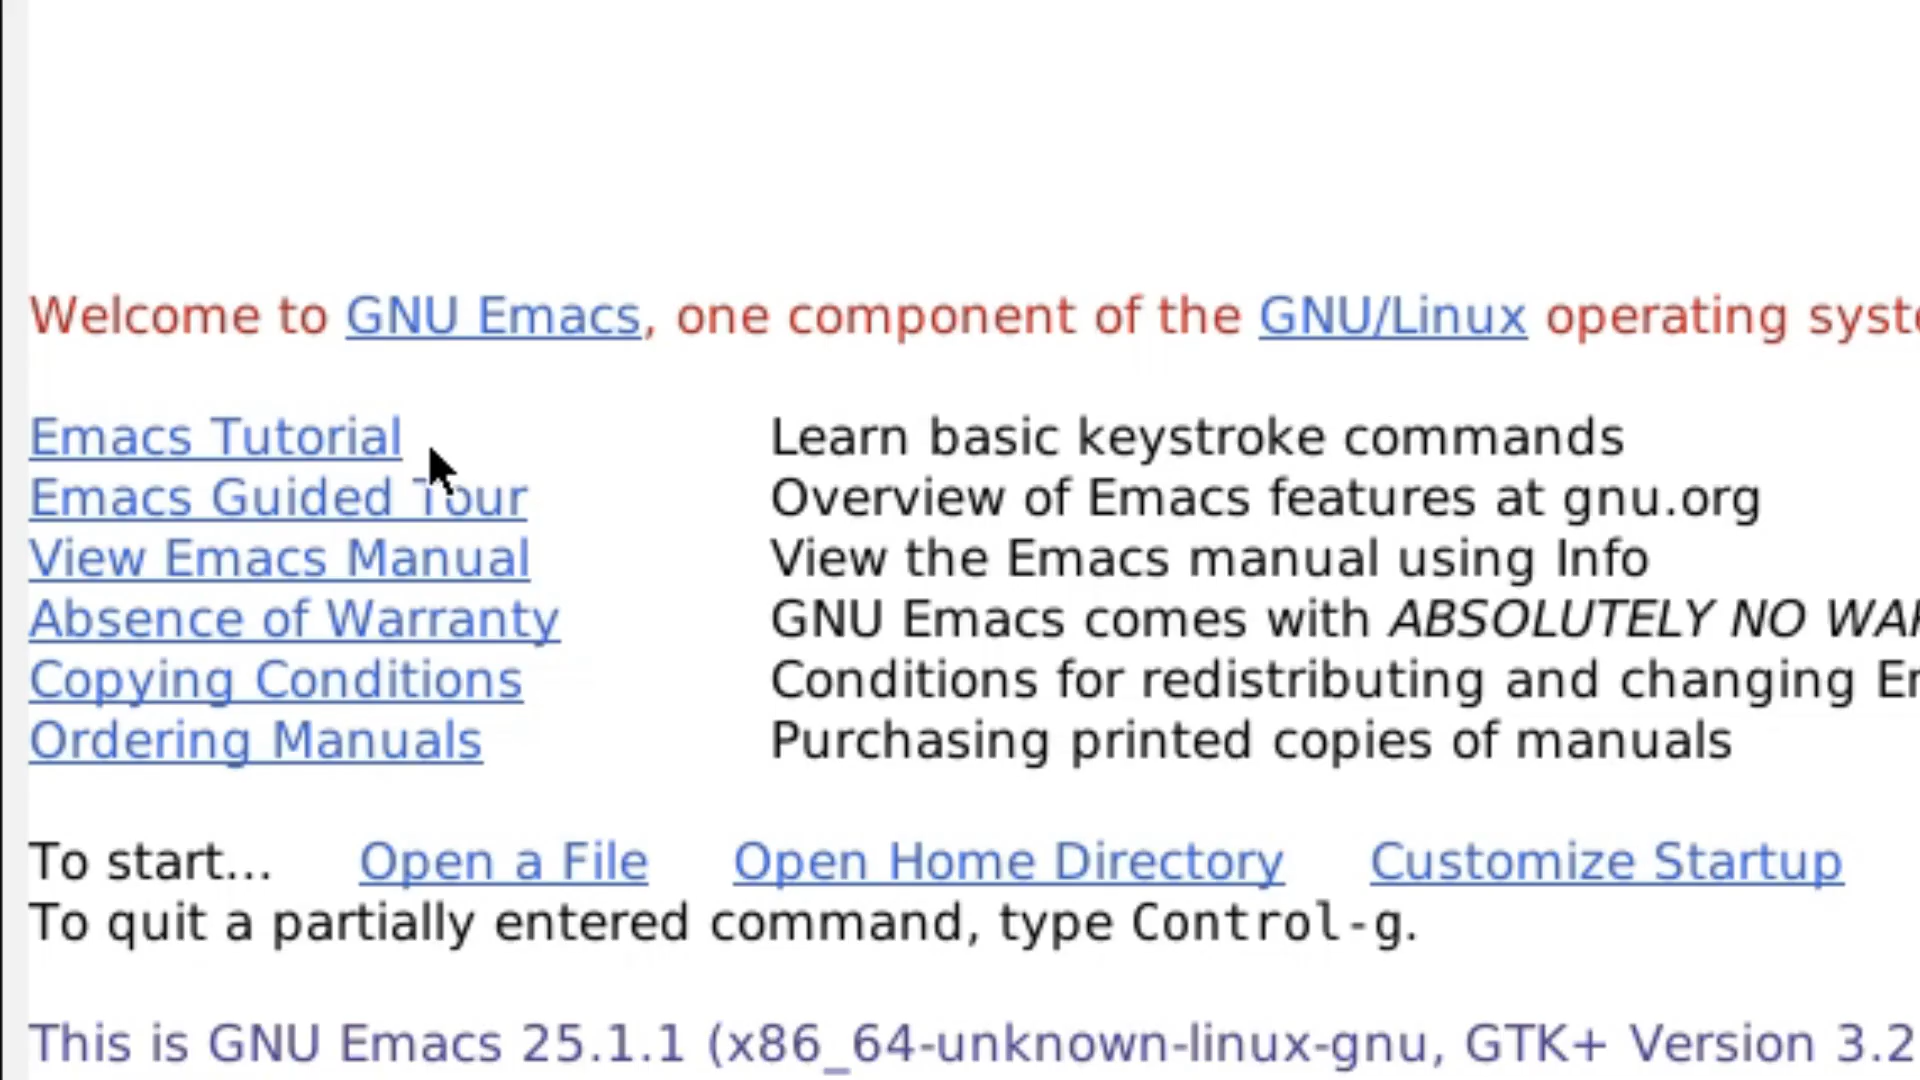 Welcome to GNU Emacs, one component of the GNU/Linux operating
Emacs Tutorial Learn basic keystroke commands
Emacs Guided Tour Overview of Emacs features at gnu.org
View Emacs Manual View the Emacs manual using Info
Absence of Warranty GNU Emacs comes with ABSOLUTELY NO
Copying Conditions Conditions for redistributing and changing
Ordering Manuals Purchasing printed copies of manuals
To start... Open a File Open Home Directory Customize Startup
To quit a partially entered command, type Control-g.
This is GNU Emacs 25.1.1 (x86_64-unknown-linux-gnu, GTK+ Version 3.2